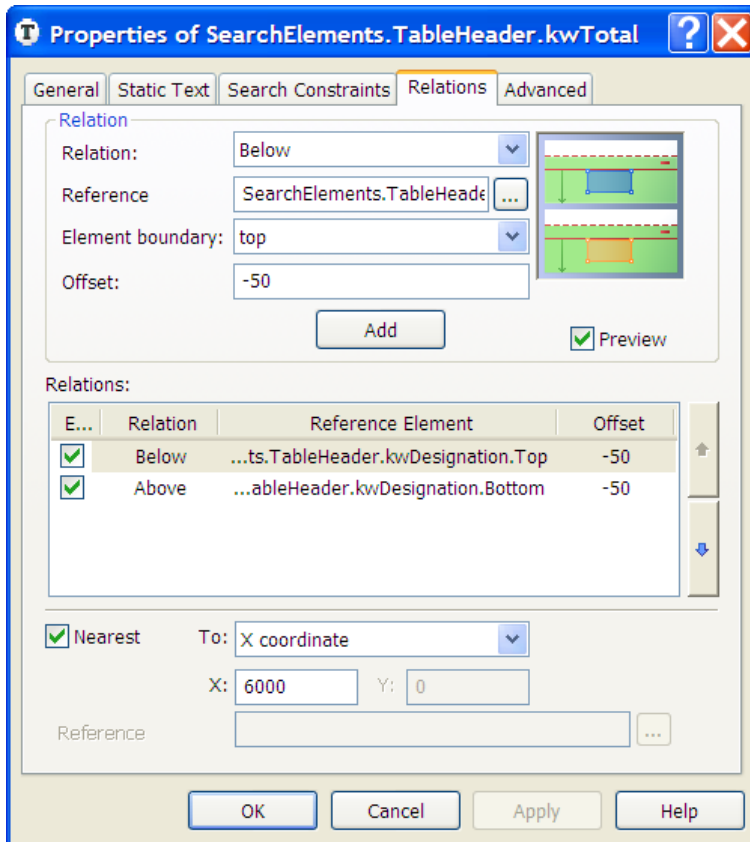 T Properties of SearchElements.TableHeader.kwTotal ?
General Static Text Search Constraints Relations Advanced
Relation
Relation: Below
Reference SearchElements.TableHeade ...
Element boundary: top
Offset: -50
Add
Preview
Relations:
E... Relation Reference Element Offset
Below ...ts.TableHeader.kwDesignation.Top -50
Above ...ableHeader.kwDesignation.Bottom -50
Nearest To: X coordinate
X: 6000 Y: 0
Reference ...
OK Cancel Apply Help